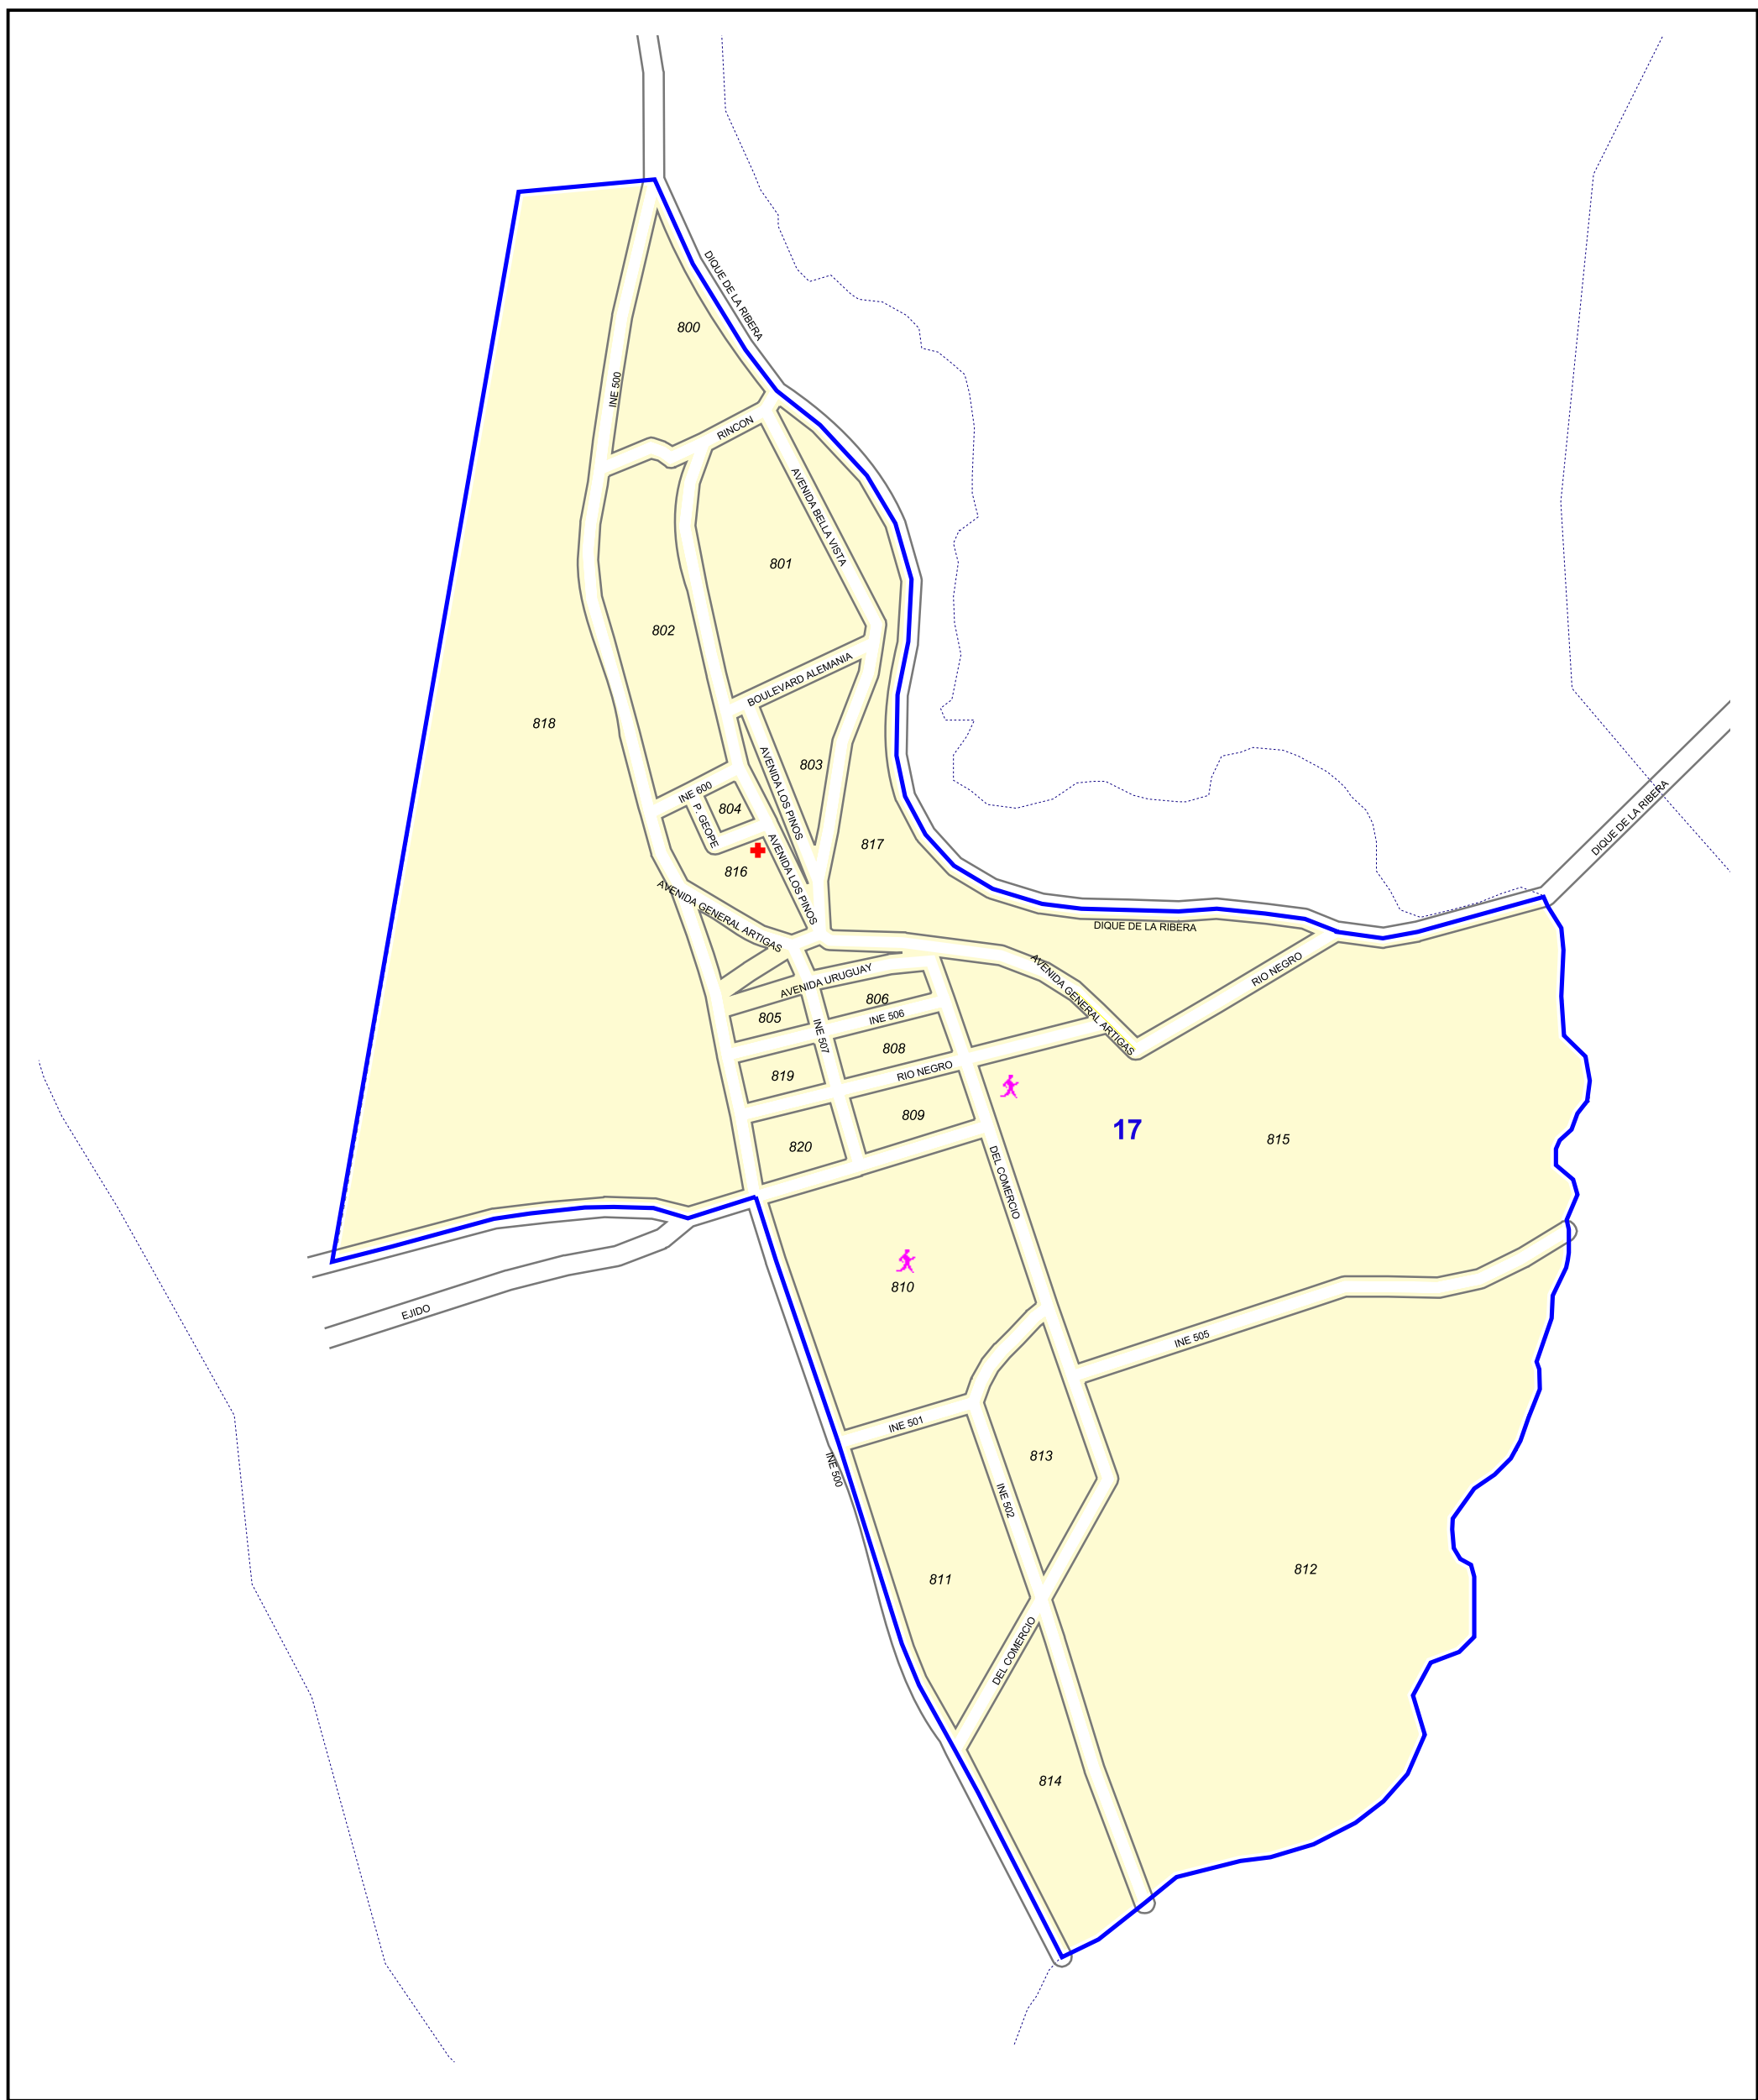 DIQUE DE LA RIBERA
800
INE 500
RINCON
AVENIDA BELLA VISTA
801
802
BOULEVARD ALEMANIA
818
AVENIDA LOS PINOS
803
INE 600
804
P. GEOPE
AVENIDA LOS PINOS
817
816
DIQUE DE LA RIBERA
AVENIDA GENERAL ARTIGAS
DIQUE DE LA RIBERA
AVENIDA GENERAL ARTIGAS
RIO NEGRO
AVENIDA URUGUAY
806
805
INE 506
INE 507
808
819
RIO NEGRO
809
17
815
820
DEL COMERCIO
810
EJIDO
INE 505
INE 501
813
INE 500
INE 502
811
812
DEL COMERCIO
814